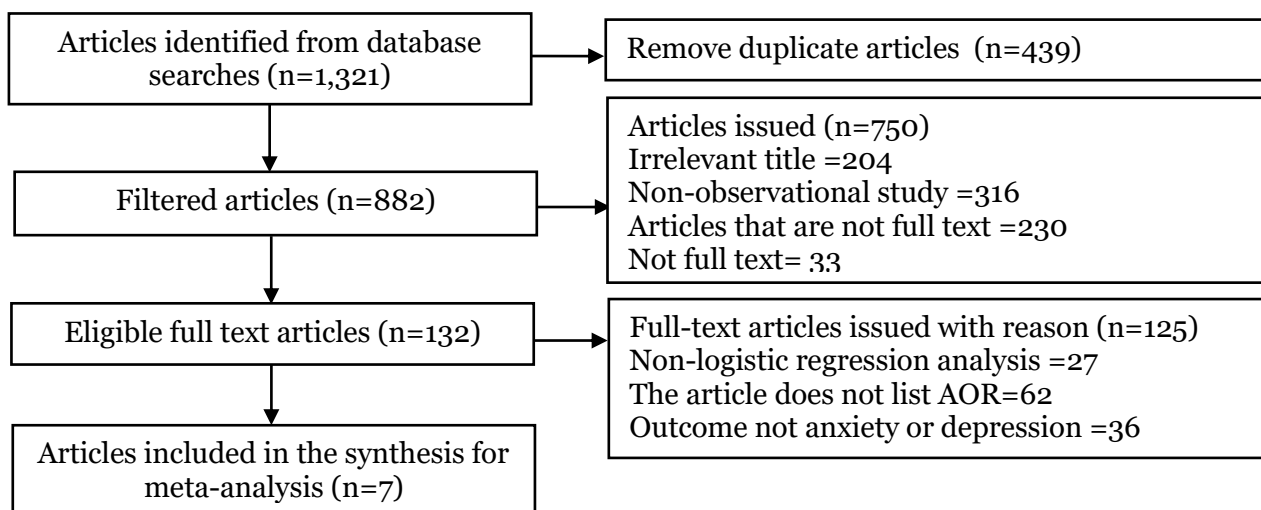 Articles identified from database
searches (n=1,321)
Remove duplicate articles (n=439)
Filtered articles (n=882)
Articles issued (n=750)
Irrelevant title =204
Non-observational study =316
Articles that are not full text =230
Not full text= 33
Eligible full text articles (n=132)
Full-text articles issued with reason (n=125)
Non-logistic regression analysis =27
The article does not list AOR=62
Outcome not anxiety or depression =36
Articles included in the synthesis for
meta-analysis (n=7)